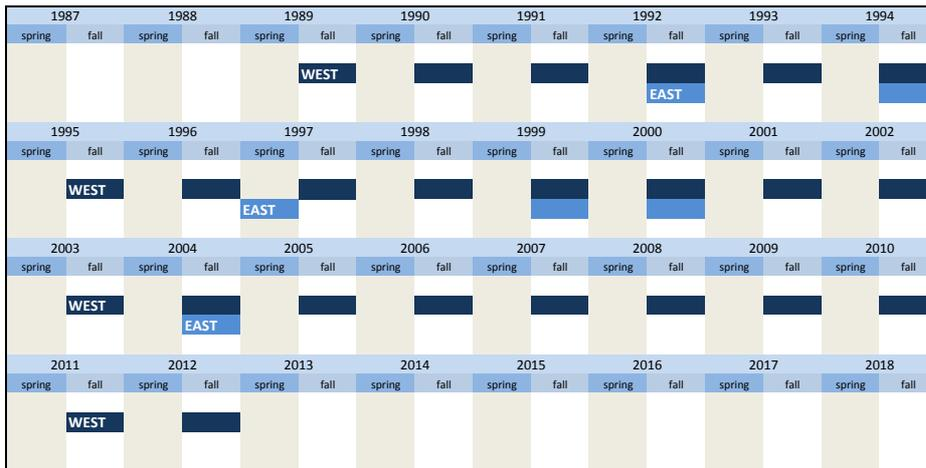 1987 1988 1989 1990 1991 1992 1993 1994
spring fall spring fall spring fall spring fall spring fall spring fall spring fall spring fall
WEST
EAST
1995 1996 1997 1998 1999 2000 2001 2002
spring fall spring fall spring fall spring fall spring fall spring fall spring fall spring fall
WEST
EAST
2003 2004 2005 2006 2007 2008 2009 2010
spring fall spring fall spring fall spring fall spring fall spring fall spring fall spring fall
WEST
EAST
2011 2012 2013 2014 2015 2016 2017 2018
spring fall spring fall spring fall spring fall spring fall spring fall spring fall spring fall
WEST